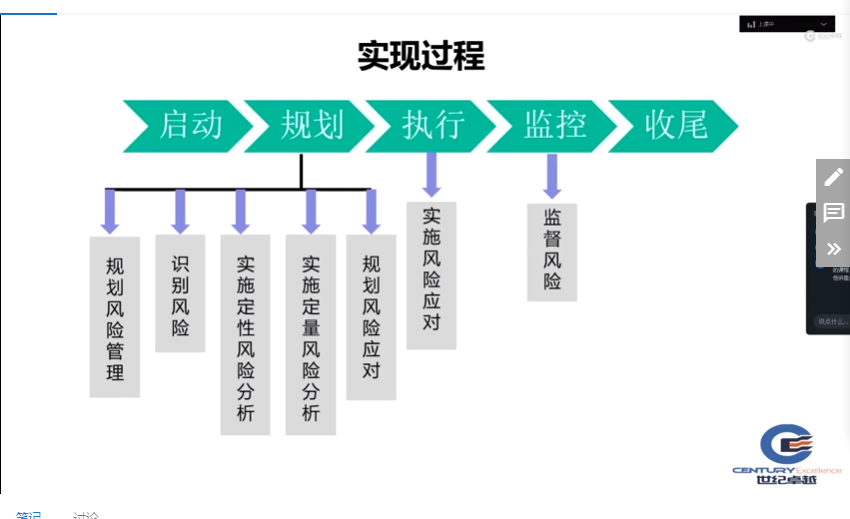 上课中
实现过程
启动
规划
执行
监控
收尾
规划风险管理
识别风险
实施定性风险分析
实施定量风险分析
规划风险应对
实施风险应对
监督风险
CENTURY Excellence
世纪卓越
笔记
讨论